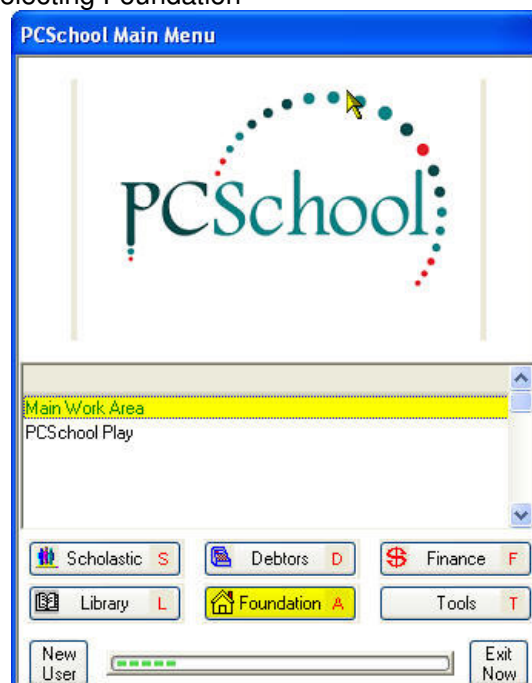 electing Foundation
PCSchool Main Menu
PCSchool
Main Work Area
PCSchool Play
Scholastic S
Debtors D
Finance F
Library L
Foundation A
Tools T
New
User
Exit
Now